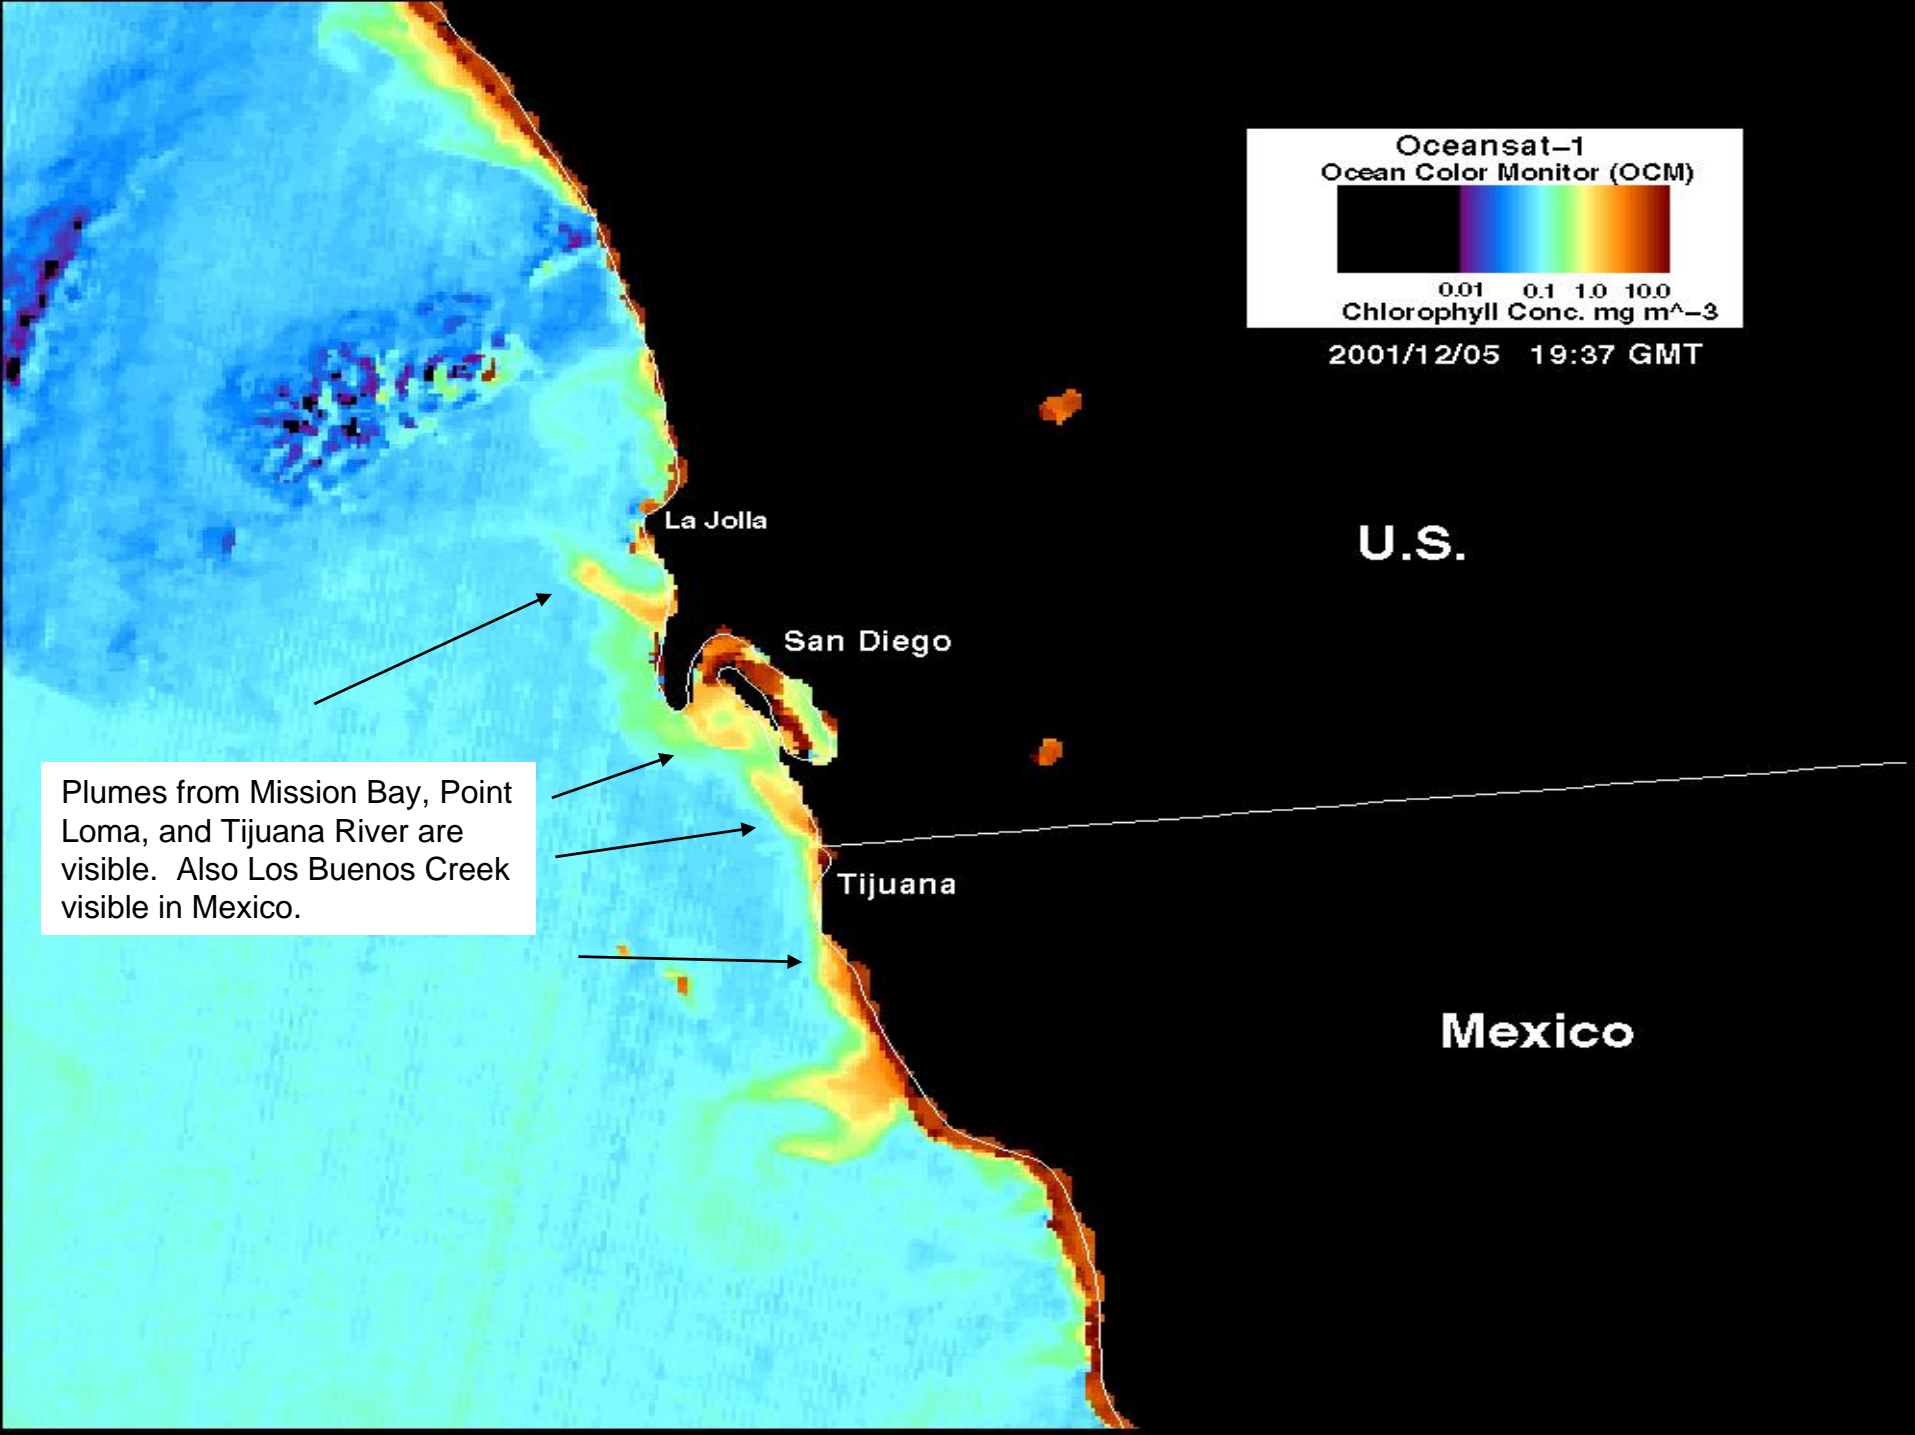 Oceansat-1
Ocean Color Monitor (OCM)
0.01 0.1 1.0 10.0
Chlorophyll Conc. mg m^-3
2001/12/05 19:37 GMT
La Jolla
U.S.
San Diego
Plumes from Mission Bay, Point
Loma, and Tijuana River are
visible. Also Los Buenos Creek
visible in Mexico.
Tijuana
Mexico